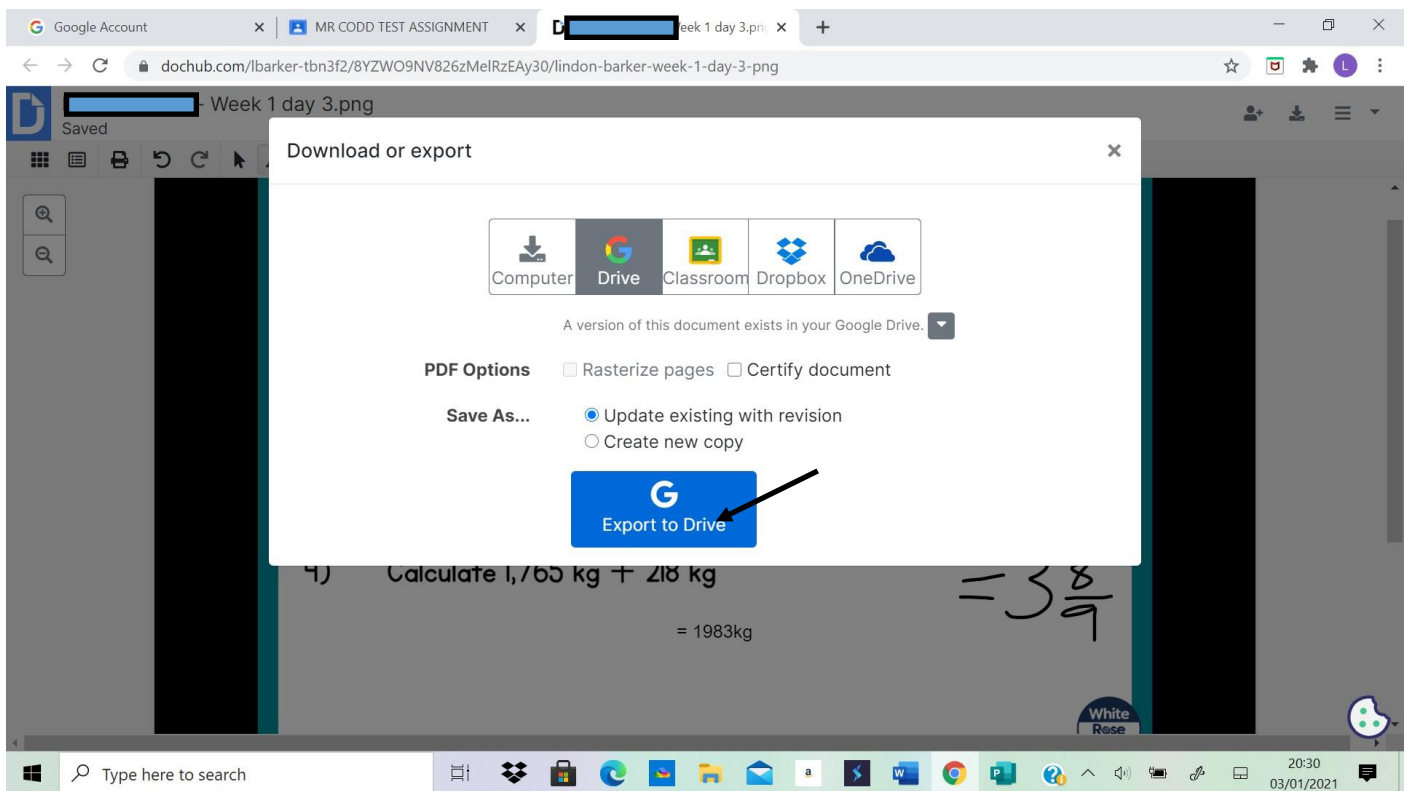 Google Account
MR CODD TEST ASSIGNMENT
eek 1 day 3.pn
dochub.com/lbarker-tbn3f2/8YZWO9NV826zMeIRzEAy30/lindon-barker-week-1-day-3-png
L
- Week 1 day 3.png
Saved
Download or export
Computer
Drive
Classroom
Dropbox
OneDrive
A version of this document exists in your Google Drive.
PDF Options
Rasterize pages
Certify document
Save As...
Update existing with revision
Create new copy
Export to Drive
4) Calculate 1,765 kg + 218 kg
= 3 8/9
= 1983kg
White
Rose
Type here to search
20:30
03/01/2021